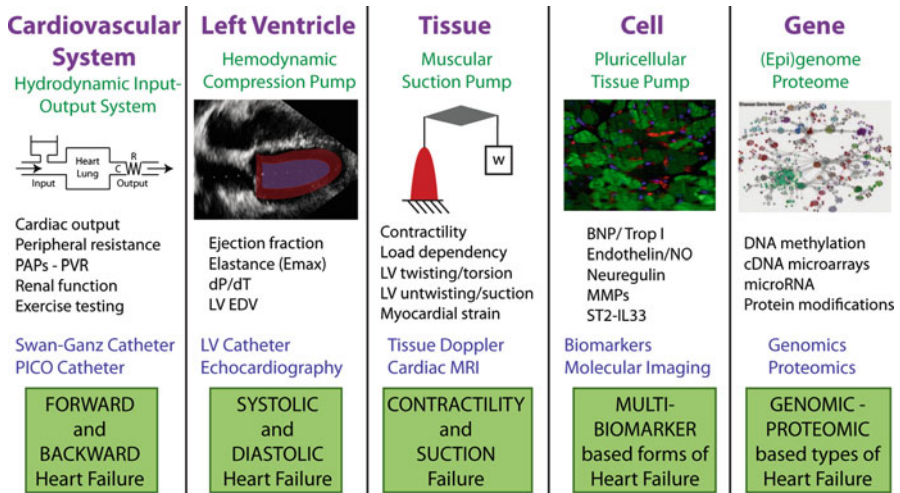 Cardiovascular
System
Hydrodynamic Input-
Output System
Heart
Lung
C
R
Input
Output
Cardiac output
Peripheral resistance
PAPs - PVR
Renal function
Exercise testing
Swan-Ganz Catheter
PICO Catheter
FORWARD
and
BACKWARD
Heart Failure
Left Ventricle
Hemodynamic
Compression Pump
Ejection fraction
Elastance (Emax)
dP/dT
LV EDV
LV Catheter
Echocardiography
SYSTOLIC
and
DIASTOLIC
Heart Failure
Tissue
Muscular
Suction Pump
W
Contractility
Load dependency
LV twisting/torsion
LV untwisting/suction
Myocardial strain
Tissue Doppler
Cardiac MRI
CONTRACTILITY
and
SUCTION
Failure
Cell
Pluricellular
Tissue Pump
BNP/ Trop I
Endothelin/NO
Neuregulin
MMPs
ST2-IL33
Biomarkers
Molecular Imaging
MULTI-
BIOMARKER
based forms of
Heart Failure
Gene
(Epi)genome
Proteome
Disease Gene Network
DNA methylation
cDNA microarrays
microRNA
Protein modifications
Genomics
Proteomics
GENOMIC -
PROTEOMIC
based types of
Heart Failure